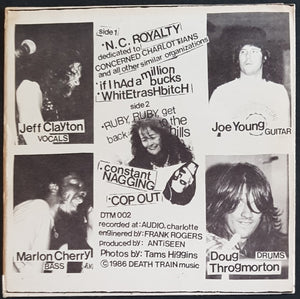 side 1
"N.C. ROYALTY
dedicated to
CONCERNED CHARLOTTIANS
and all other similar organizations
if I hAd a million
bucks
WhitEtrasHbitcH
side 2
RUBY, RUBY, get
back the
hills
constant
NAGGING
COP OUT
Jeff Clayton
VOCALS
Joe Young
GUITAR
Marlon Cherry
BASS
Doug
Throgmorton
DRUMS
DTM 002
recorded at: AUDIO, charlotte
engineered by: FRANK ROGERS
Produced by: ANTiSEEN
Photos by: Tams Higgins
© 1986 DEATH TRAIN music